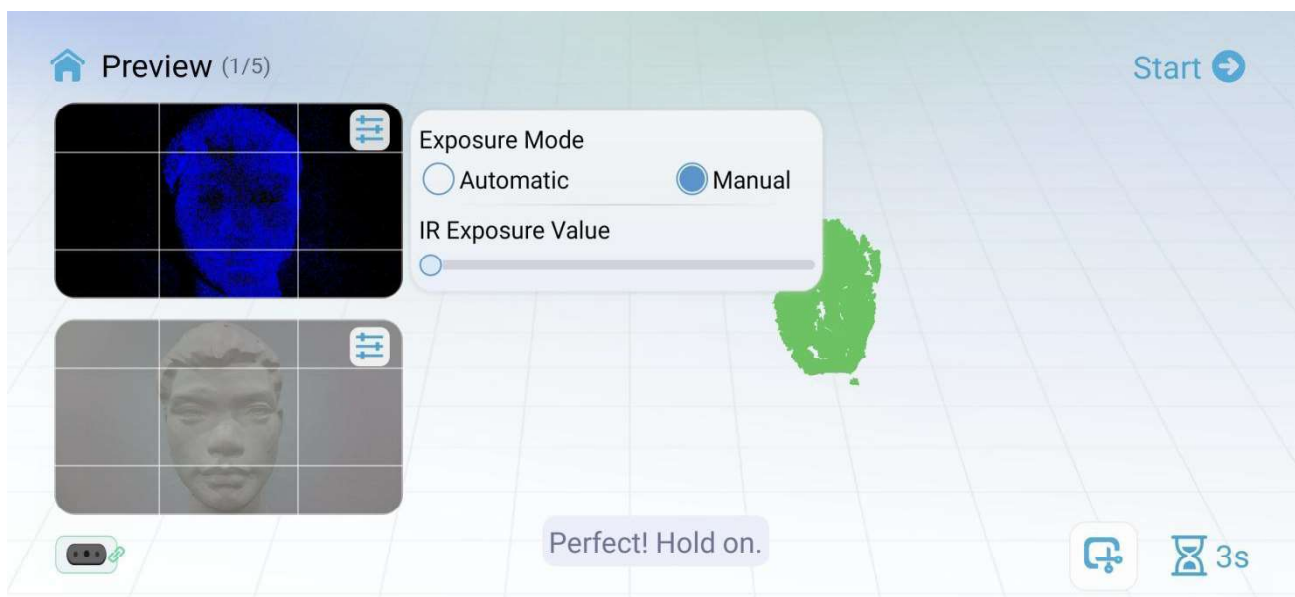 Preview (1/5)
Start
Exposure Mode
Automatic Manual
IR Exposure Value
Perfect! Hold on.
3s